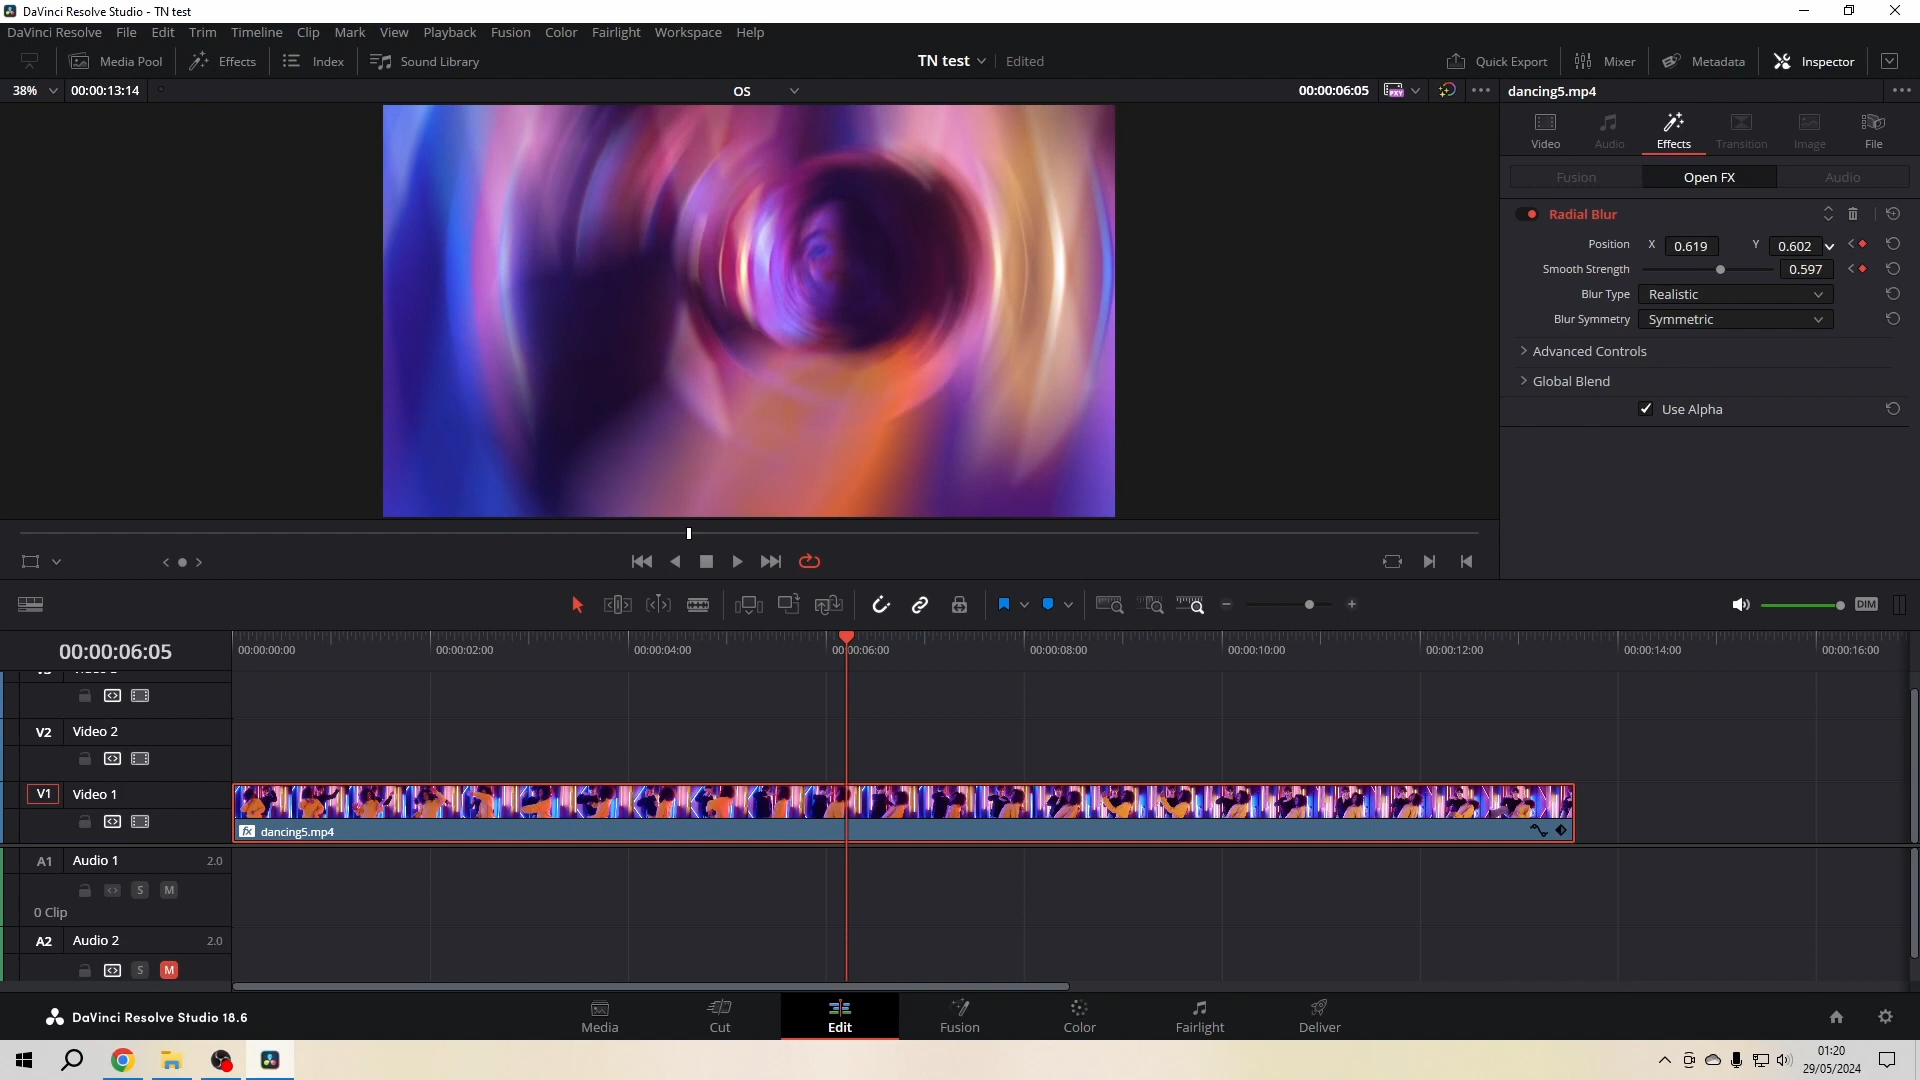 DaVinci Resolve Studio - TN test
DaVinci Resolve File Edit Trim Timeline Clip Mark View Playback Fusion Color Fairlight Workspace Help
Media Pool Effects Index Sound Library TN test Edited Quick Export Mixer Metadata Inspector
38% 00:00:13:14 OS 00:00:06:05 PXY dancing5.mp4
Video Audio Effects Transition Image File
Fusion Open FX Audio
Radial Blur
Position X 0.619 Y 0.602
Smooth Strength 0.597
Blur Type Realistic
Blur Symmetry Symmetric
Advanced Controls
Global Blend
Use Alpha
DIM
00:00:06:05 00:00:00:00 00:00:02:00 00:00:04:00 00:00:06:00 00:00:08:00 00:00:10:00 00:00:12:00 00:00:14:00 00:00:16:00
V2 Video 2
V1 Video 1
fx dancing5.mp4
A1 Audio 1 2.0
S M
0 Clip
A2 Audio 2 2.0
S M
DaVinci Resolve Studio 18.6 Media Cut Edit Fusion Color Fairlight Deliver
01:20
29/05/2024